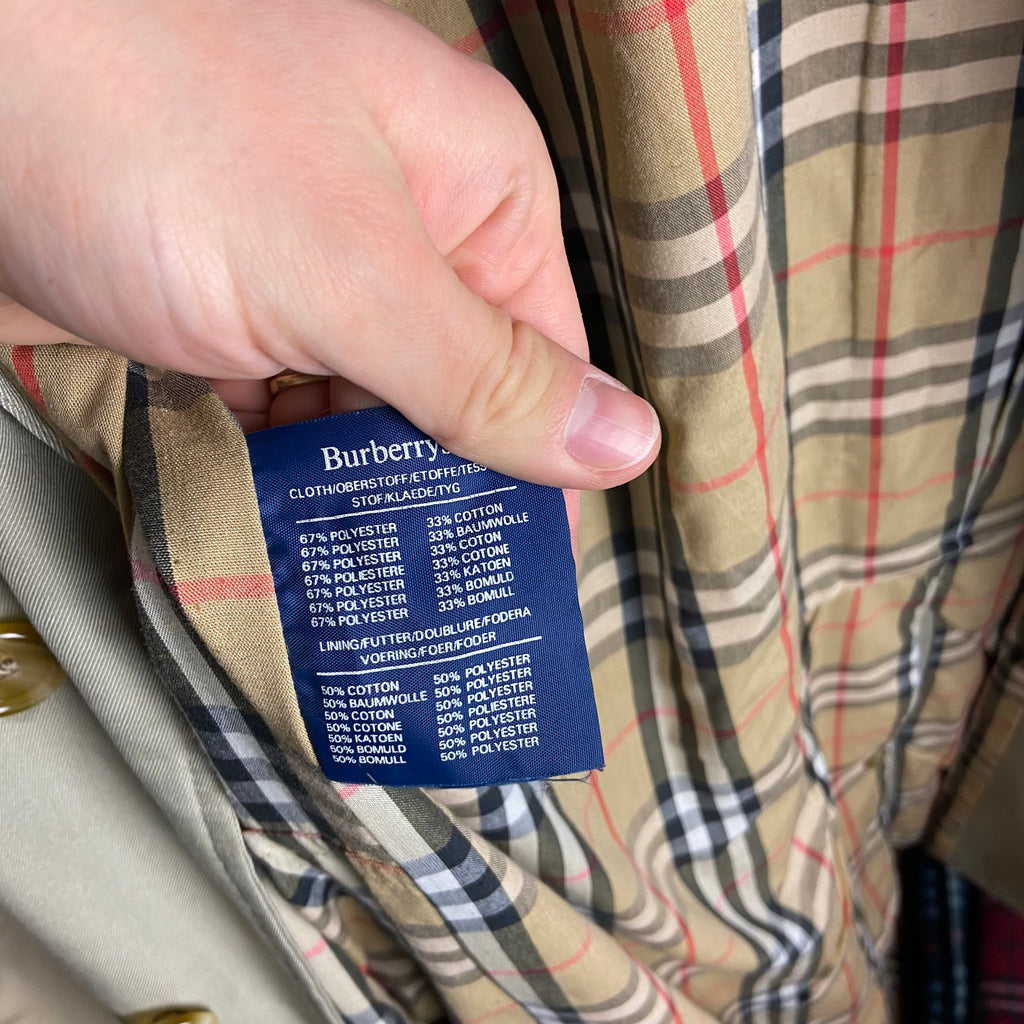 Burberry
CLOTH/OBERSTOFF/ETOFFE/TESS
STOF/KLAEDE/TYG
67% POLYESTER 33% COTTON
67% POLYESTER 33% BAUMWOLLE
67% POLYESTER 33% COTON
67% POLIESTERE 33% COTONE
67% POLYESTER 33% KATOEN
67% POLYESTER 33% BOMULD
67% POLYESTER 33% BOMULL
LINING/FUTTER/DOUBLURE/FODERA
VOERING/FOER/FODER
50% COTTON 50% POLYESTER
50% BAUMWOLLE 50% POLYESTER
50% COTON 50% POLYESTER
50% COTONE 50% POLIESTERE
50% KATOEN 50% POLYESTER
50% BOMULD 50% POLYESTER
50% BOMULL 50% POLYESTER